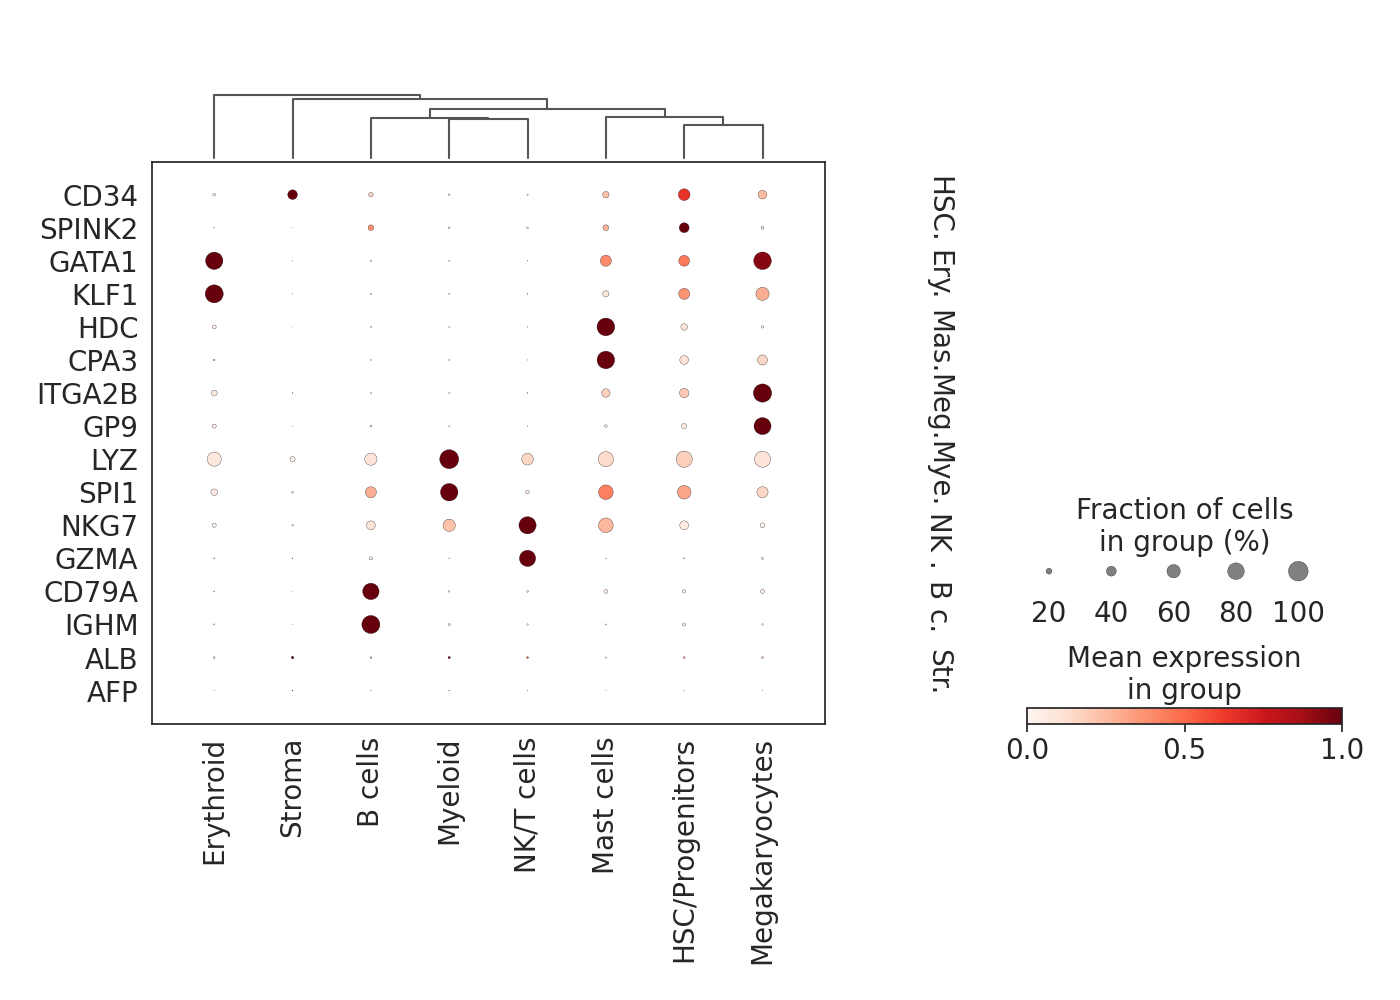 CD34
SPINK2
GATA1
KLF1
HDC
CPA3
ITGA2B
GP9
LYZ
SPI1
NKG7
GZMA
CD79A
IGHM
ALB
AFP
Erythroid
Stroma
B cells
Myeloid
NK/T cells
Mast cells
HSC/Progenitors
Megakaryocytes
HSC.
Ery.
Mas.
Meg.
Mye.
NK .
B c.
Str.
Fraction of cells
in group (%)
20 40 60 80 100
Mean expression
in group
0.0 0.5 1.0